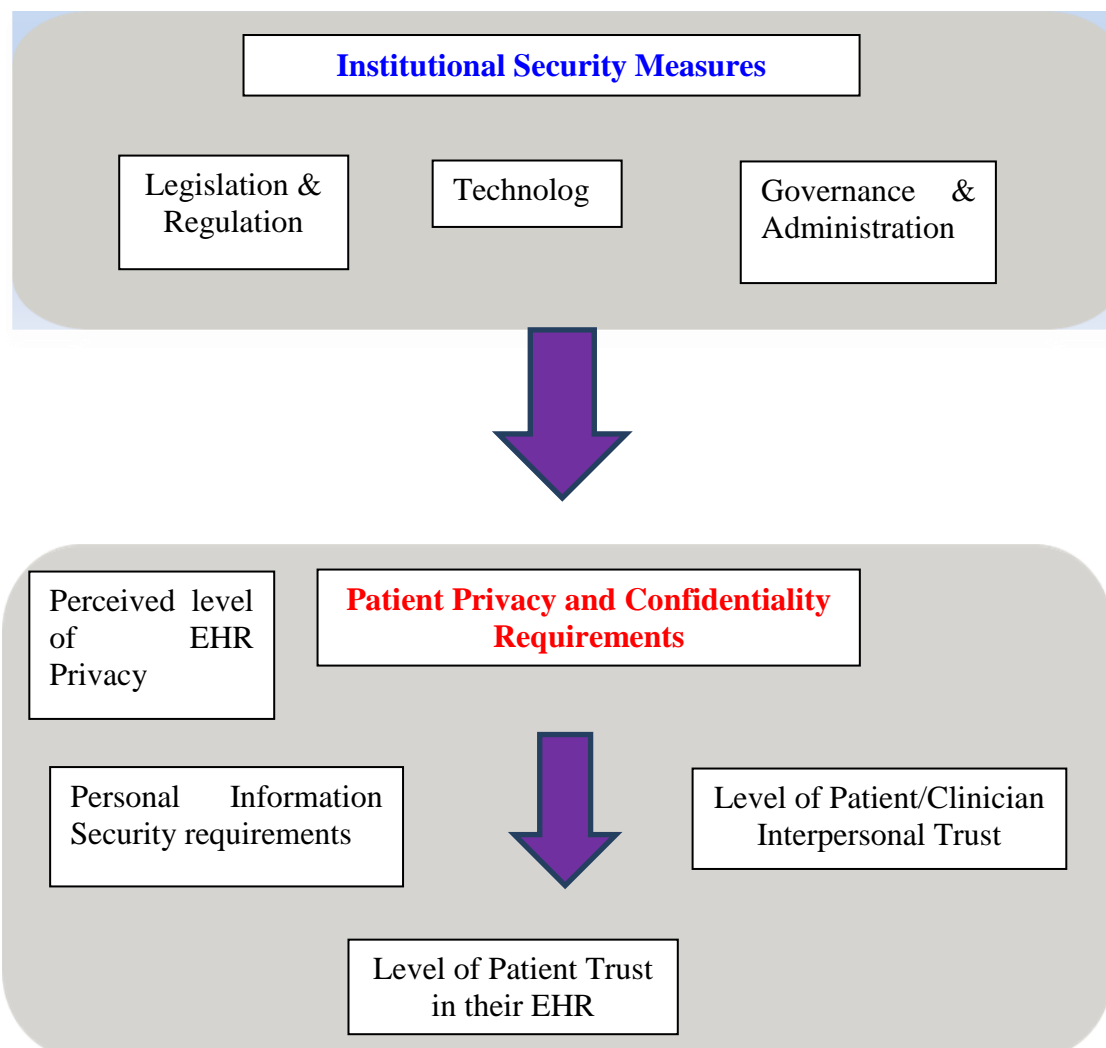 Institutional Security Measures
Legislation &
Regulation
Technolog
Governance &
Administration
Perceived level
of EHR
Privacy
Patient Privacy and Confidentiality
Requirements
Personal Information
Security requirements
Level of Patient/Clinician
Interpersonal Trust
Level of Patient Trust
in their EHR